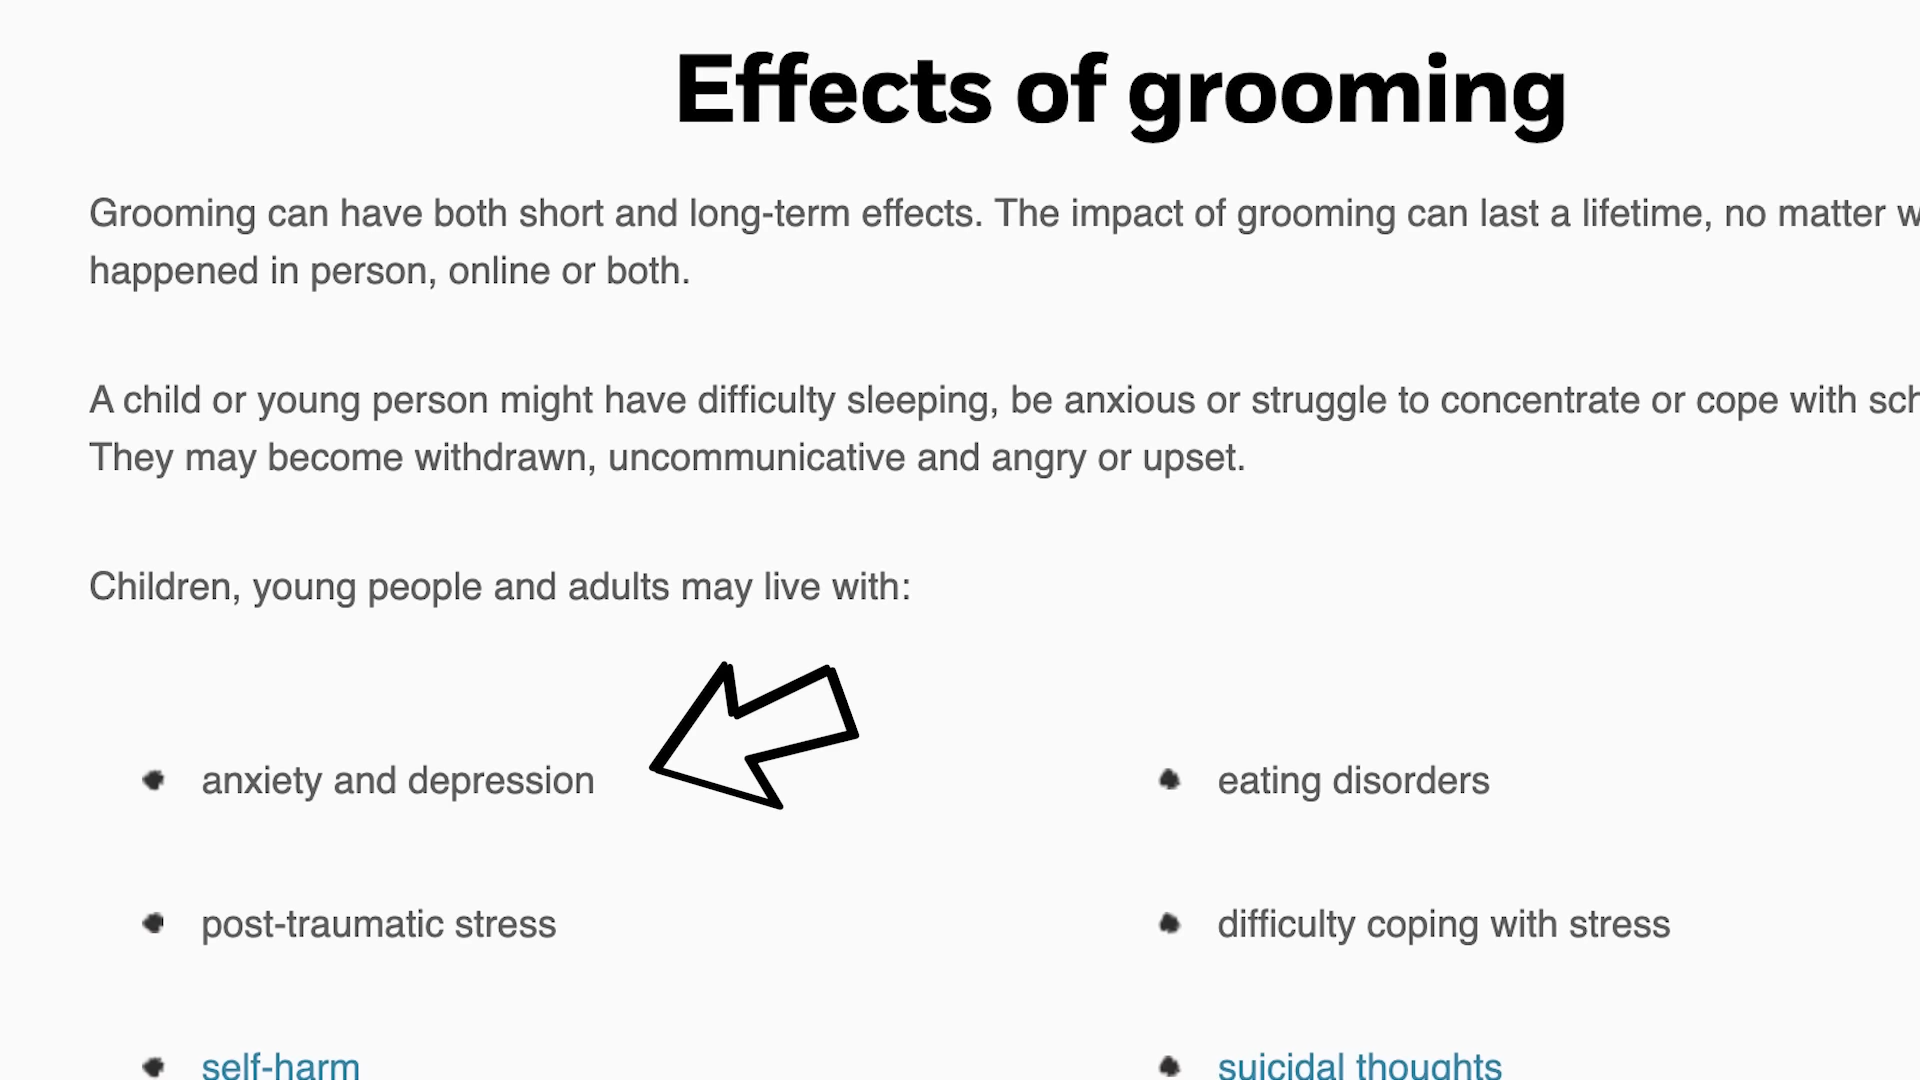 Effects of grooming
Grooming can have both short and long-term effects. The impact of grooming can last a lifetime, no matter
happened in person, online or both.
A child or young person might have difficulty sleeping, be anxious or struggle to concentrate or cope with
They may become withdrawn, uncommunicative and angry or upset.
Children, young people and adults may live with:
anxiety and depression
eating disorders
post-traumatic stress
difficulty coping with stress
self-harm
suicidal thoughts